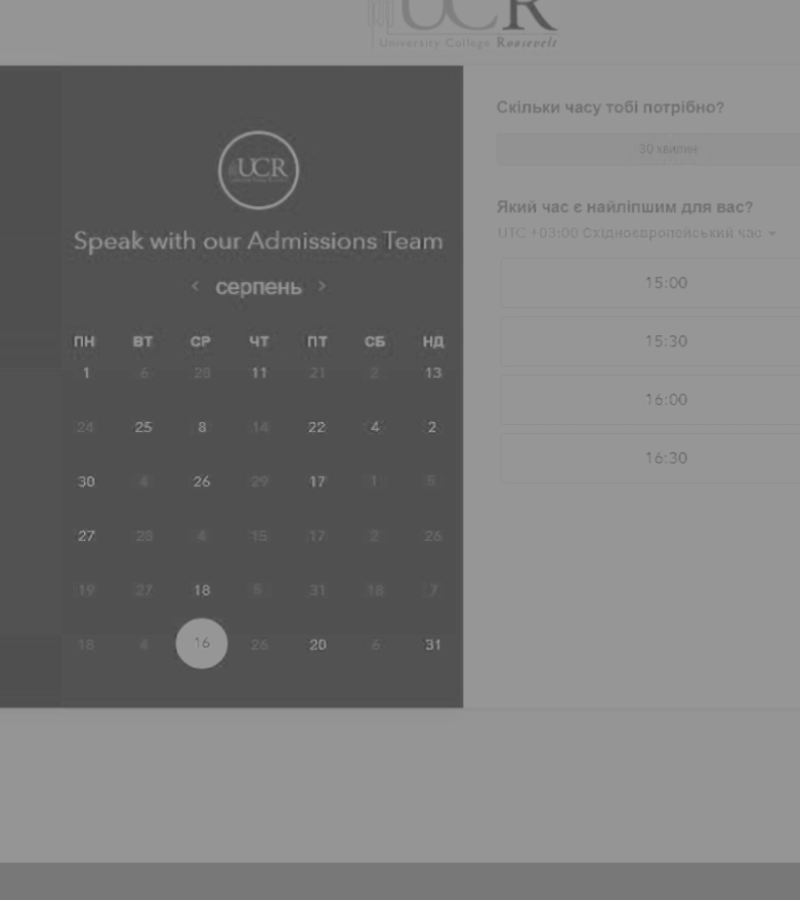 UCR
University College Roosevelt
UCR
Speak with our Admissions Team
серпень
ПН ВТ СР ЧТ ПТ СБ НД
1 6 20 11 21 2 13
24 25 8 14 22 4 2
30 4 26 29 17 1 5
27 28 4 15 17 2 26
19 27 18 5 31 18 7
18 4 16 26 20 6 31
Скільки часу тобі потрібно?
30 хвилин
Який час є найліпшим для вас?
UTC +03:00 Східноєвропейський час
15:00
15:30
16:00
16:30